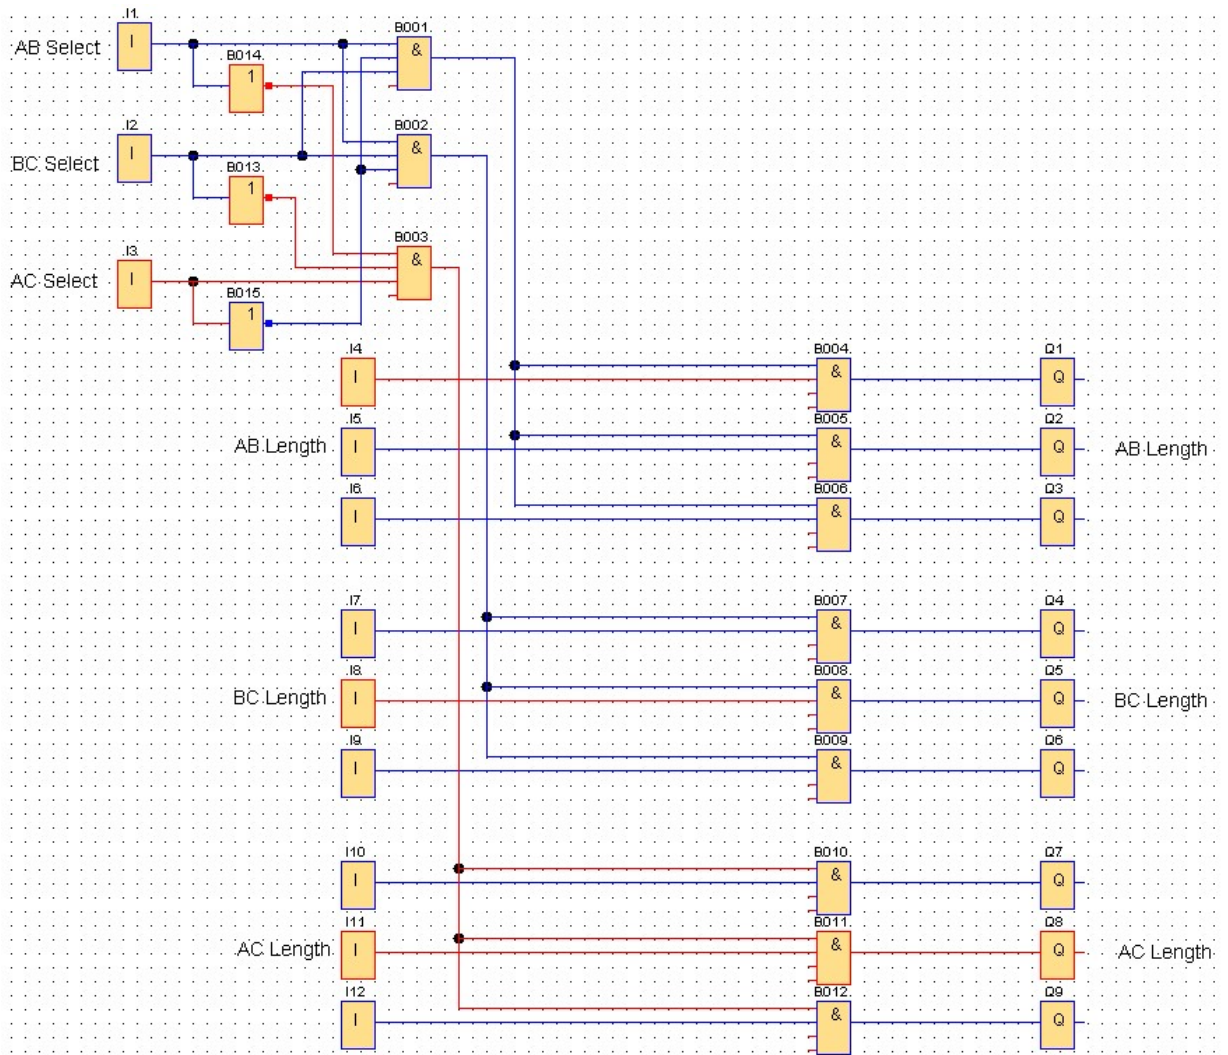 I1
B001
AB Select
I
&
B014
1
I2
B002
BC Select
I
&
B013
1
I3
B003
AC Select
I
&
B015
1
I4
B004
Q1
I
&
Q
I5
B005
Q2
AB Length
I
&
Q
AB Length
I6
B006
Q3
I
&
Q
I7
B007
Q4
I
&
Q
I8
B008
Q5
BC Length
I
&
Q
BC Length
I9
B009
Q6
I
&
Q
I10
B010
Q7
I
&
Q
I11
B011
Q8
AC Length
I
&
Q
AC Length
I12
B012
Q9
I
&
Q